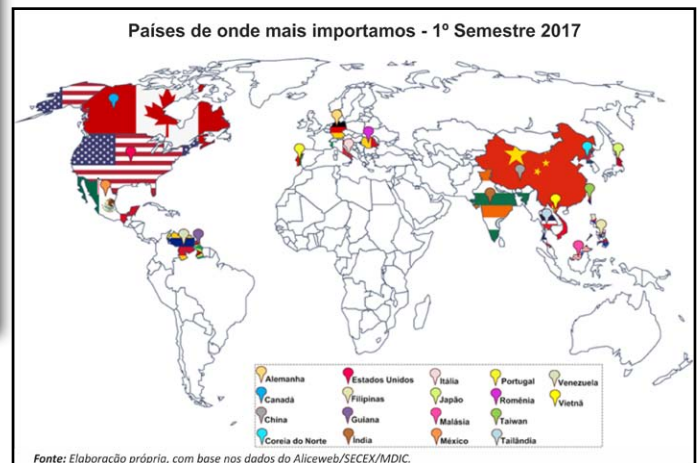 Países de onde mais importamos - 1º Semestre 2017
Alemanha Estados Unidos Itália Portugal Venezuela
Canadá Filipinas Japão Romênia Vietnã
China Guiana Malásia Taiwan
Coreia do Norte Índia México Tailândia
Fonte: Elaboração própria, com base nos dados do Aliceweb/SECEX/MDIC.